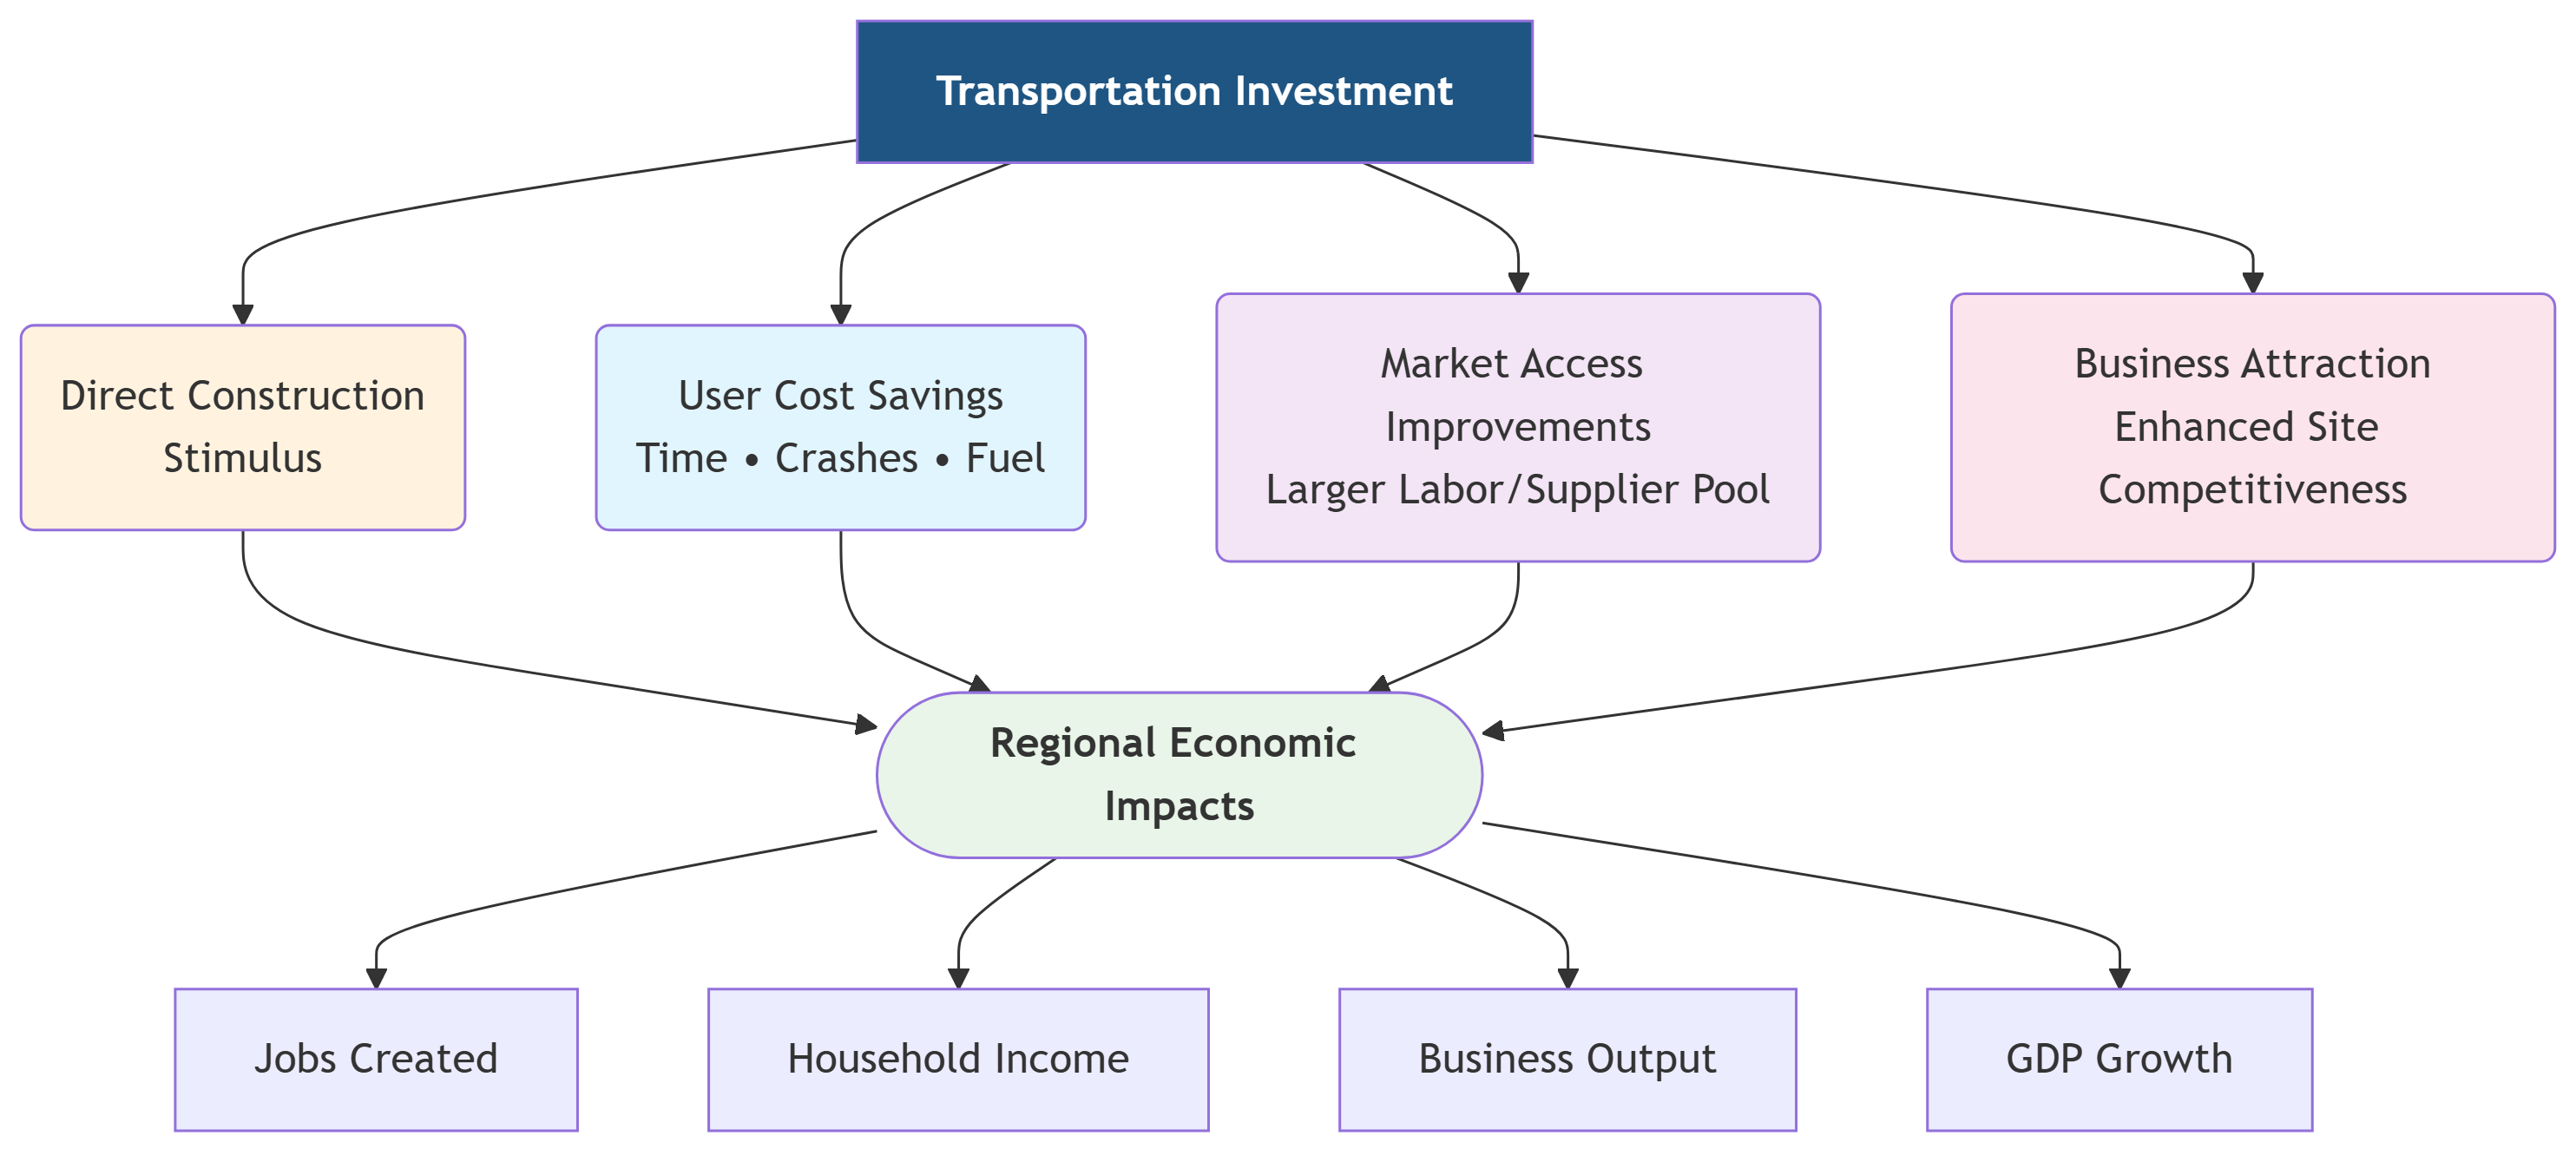 Transportation Investment
Direct Construction
Stimulus
User Cost Savings
Time • Crashes • Fuel
Market Access
Improvements
Larger Labor/Supplier Pool
Business Attraction
Enhanced Site
Competitiveness
Regional Economic
Impacts
Jobs Created
Household Income
Business Output
GDP Growth